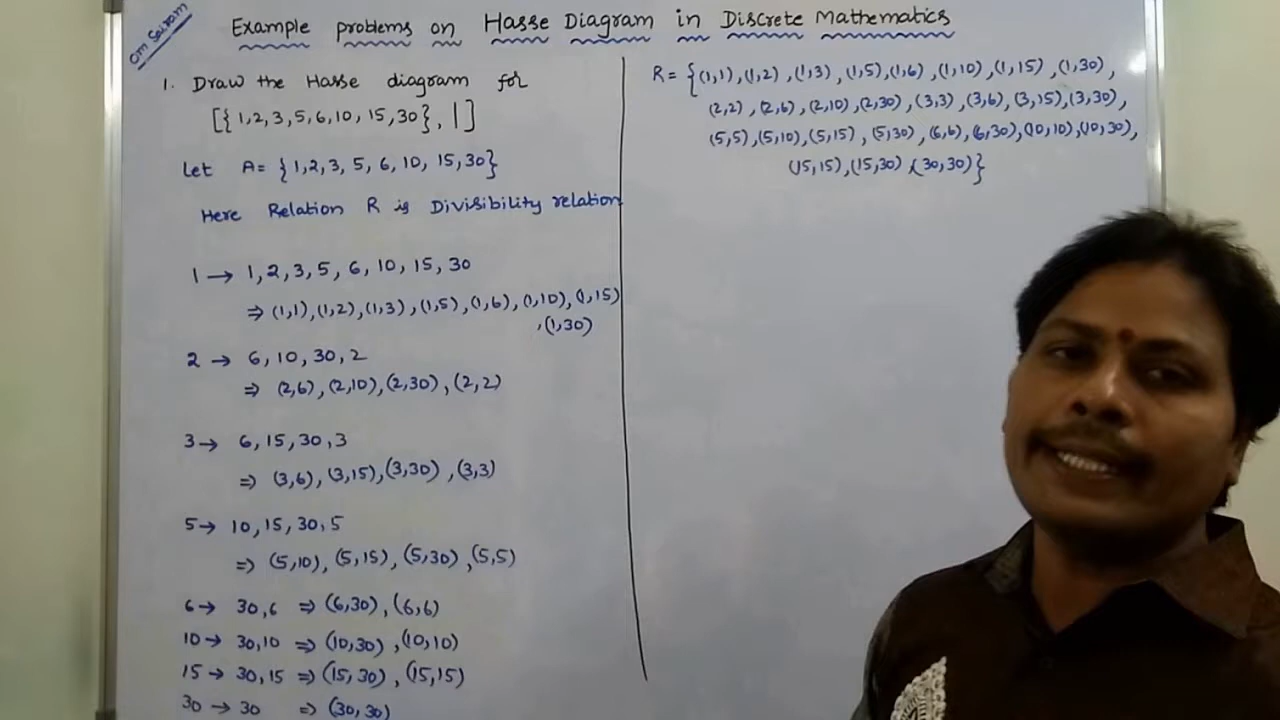 Om Sairam
Example problems on Hasse Diagram in Discrete Mathematics
1. Draw the Hasse diagram for
[{1,2,3,5,6,10,15,30}, |]
Let A= {1,2,3,5,6,10,15,30}
Here Relation R is Divisibility relation
1 → 1,2,3,5,6,10,15,30
⇒ (1,1),(1,2),(1,3),(1,5),(1,6),(1,10),(1,15)
,(1,30)
2 → 6,10,30,2
⇒ (2,6),(2,10),(2,30),(2,2)
3 → 6,15,30,3
⇒ (3,6),(3,15),(3,30),(3,3)
5 → 10,15,30,5
⇒ (5,10),(5,15),(5,30),(5,5)
6 → 30,6 ⇒ (6,30),(6,6)
10 → 30,10 ⇒ (10,30),(10,10)
15 → 30,15 ⇒ (15,30),(15,15)
30 → 30 ⇒ (30,30)
R = {(1,1),(1,2),(1,3),(1,5),(1,6),(1,10),(1,15),(1,30),
(2,2),(2,6),(2,10),(2,30),(3,3),(3,6),(3,15),(3,30),
(5,5),(5,10),(5,15),(5,30),(6,6),(6,30),(10,10),(10,30),
(15,15),(15,30),(30,30)}